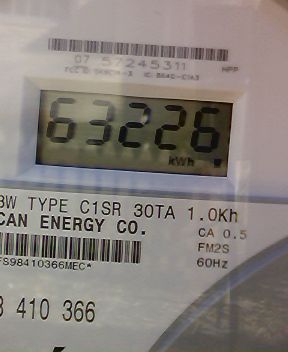 07 57245311
63226
kWh
3W TYPE C1SR 30TA 1.0Kh
CAN ENERGY CO.
CA 0.5
FM2S
FS98410366MEC*
60Hz
3 410 366